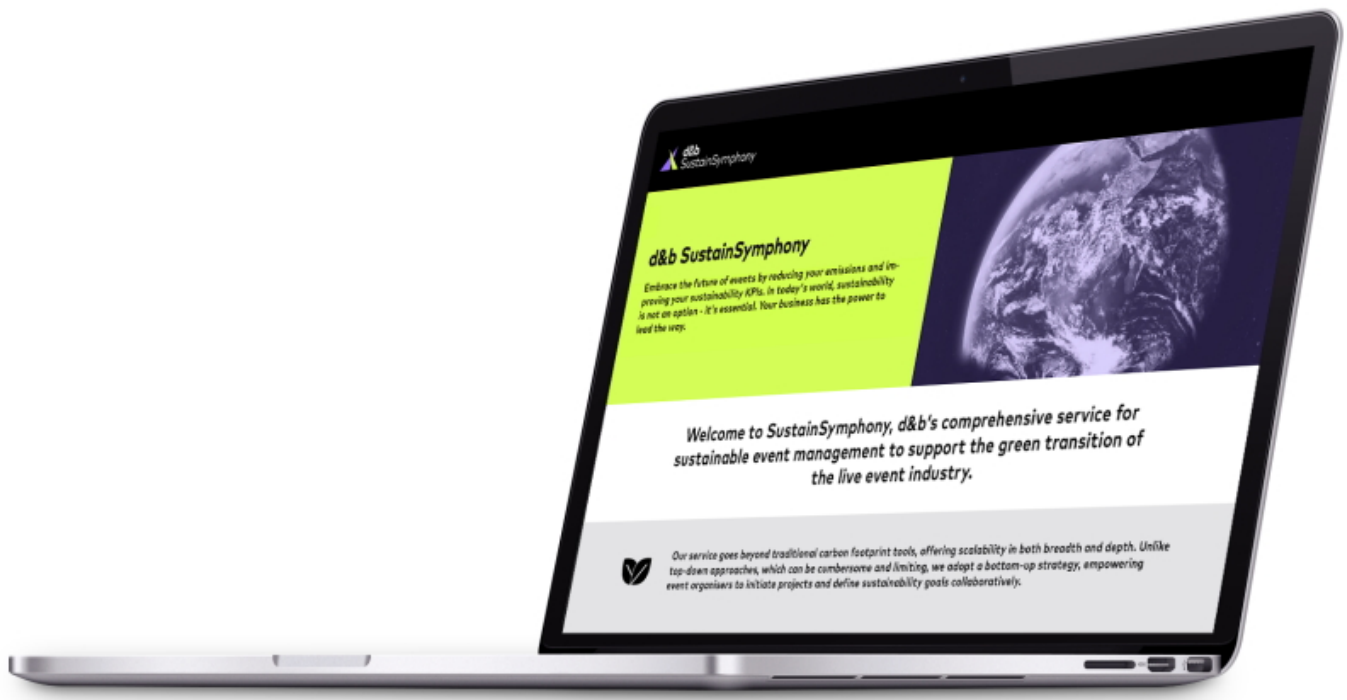 d&b
SustainSymphony
d&b SustainSymphony
Embrace the future of events by reducing your emissions and im-
proving your sustainability KPIs. In today's world, sustainability
is not an option - it's essential. Your business has the power to
lead the way.
Welcome to SustainSymphony, d&b's comprehensive service for
sustainable event management to support the green transition of
the live event industry.
Our service goes beyond traditional carbon footprint tools, offering scalability in both breadth and depth. Unlike
top-down approaches, which can be cumbersome and limiting, we adopt a bottom-up strategy, empowering
event organisers to initiate projects and define sustainability goals collaboratively.